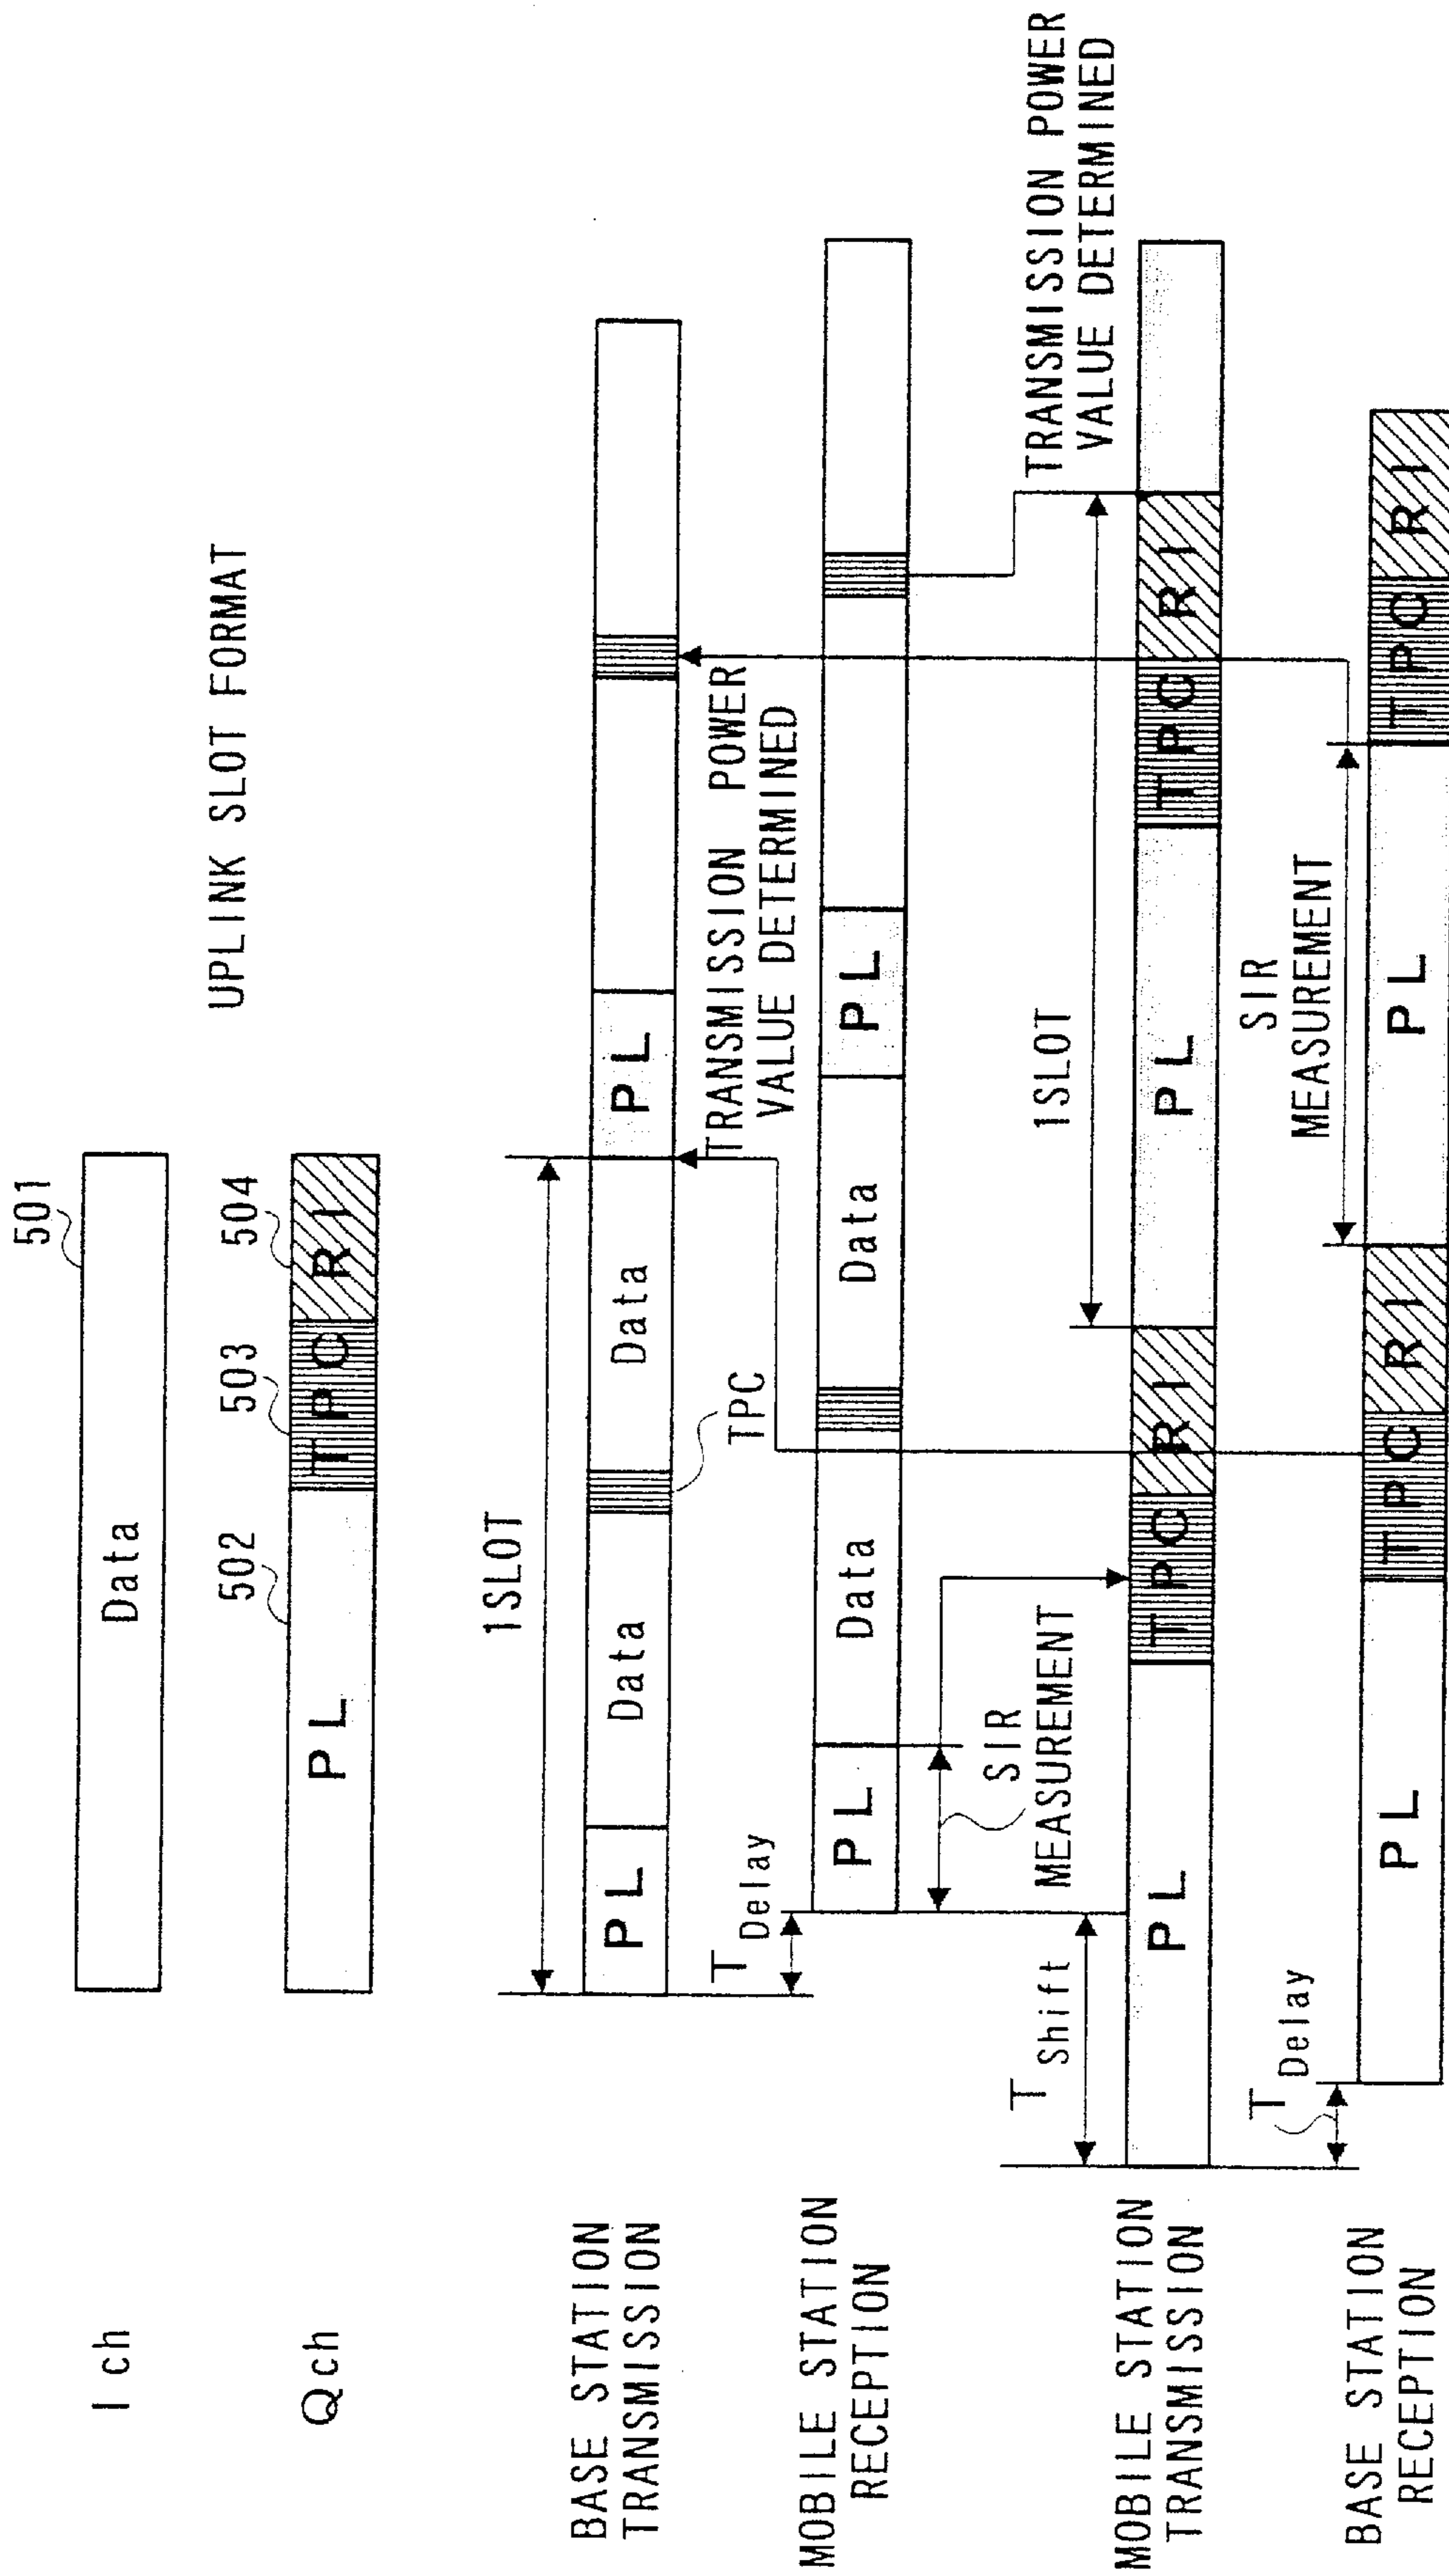 UPLINK SLOT FORMAT
501
I ch
Data
502
503
504
Qch
PL
TPC
RI
1SLOT
BASE STATION
TRANSMISSION
PL
Data
Data
PL
TPC
T Delay
TRANSMISSION POWER
VALUE DETERMINED
MOBILE STATION
RECEPTION
PL
Data
Data
PL
SIR
MEASUREMENT
TRANSMISSION POWER
VALUE DETERMINED
T Shift
1SLOT
MOBILE STATION
TRANSMISSION
PL
TPC
RI
PL
TPC
RI
T Delay
SIR
MEASUREMENT
BASE STATION
RECEPTION
PL
TPC
RI
PL
TPC
RI